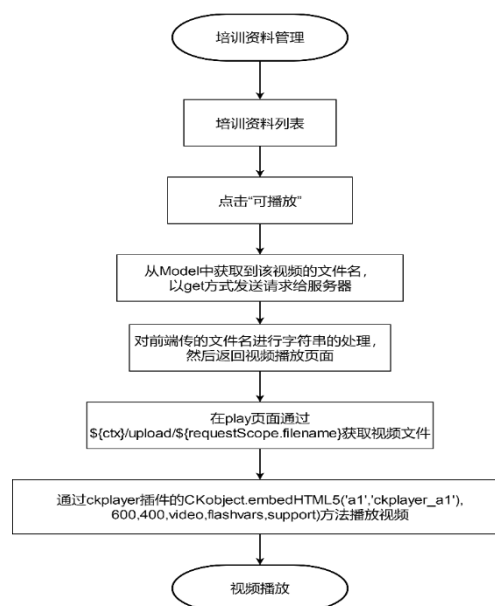 培训资料管理
培训资料列表
点击“可播放”
从Model中获取到该视频的文件名，
以get方式发送请求给服务器
对前端传的文件名进行字符串的处理，
然后返回视频播放页面
在play页面通过
${ctx}/upload/${requestScope.filename}获取视频文件
通过ckplayer插件的CKobject.embedHTML5('a1','ckplayer_a1'),
600,400,video,flashvars,support)方法播放视频
视频播放